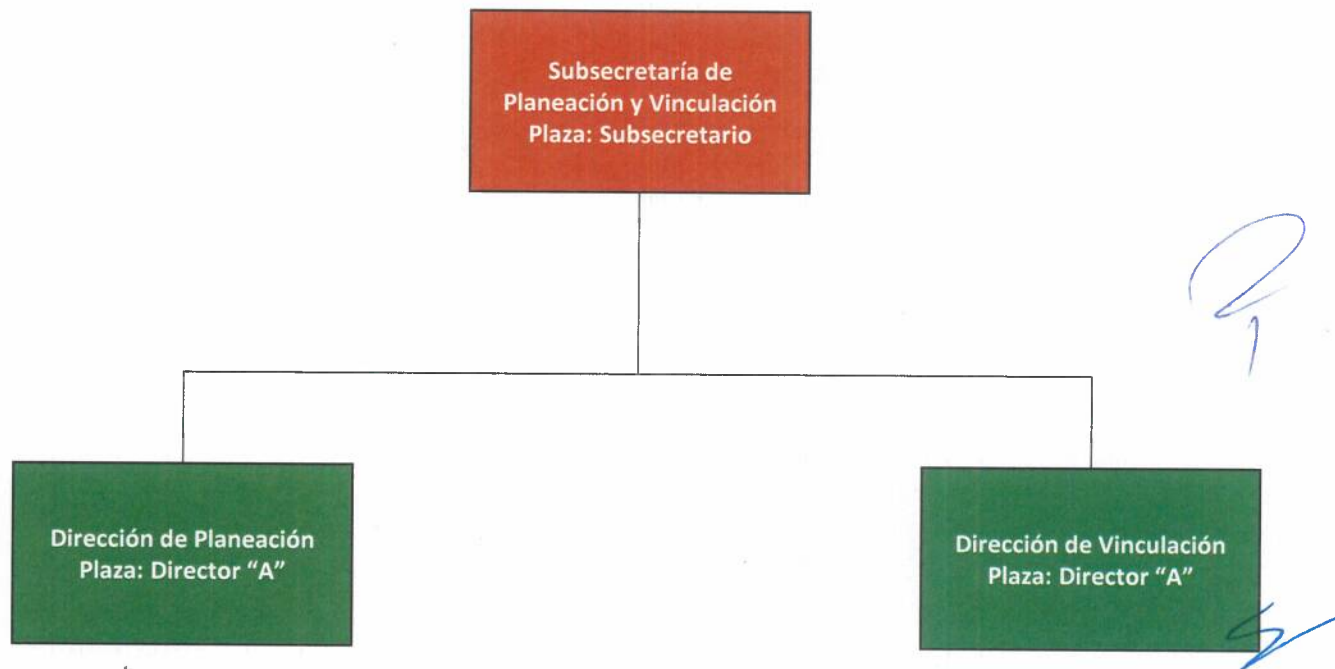 Subsecretaría de
Planeación y Vinculación
Plaza: Subsecretario
Dirección de Planeación
Plaza: Director “A”
Dirección de Vinculación
Plaza: Director “A”